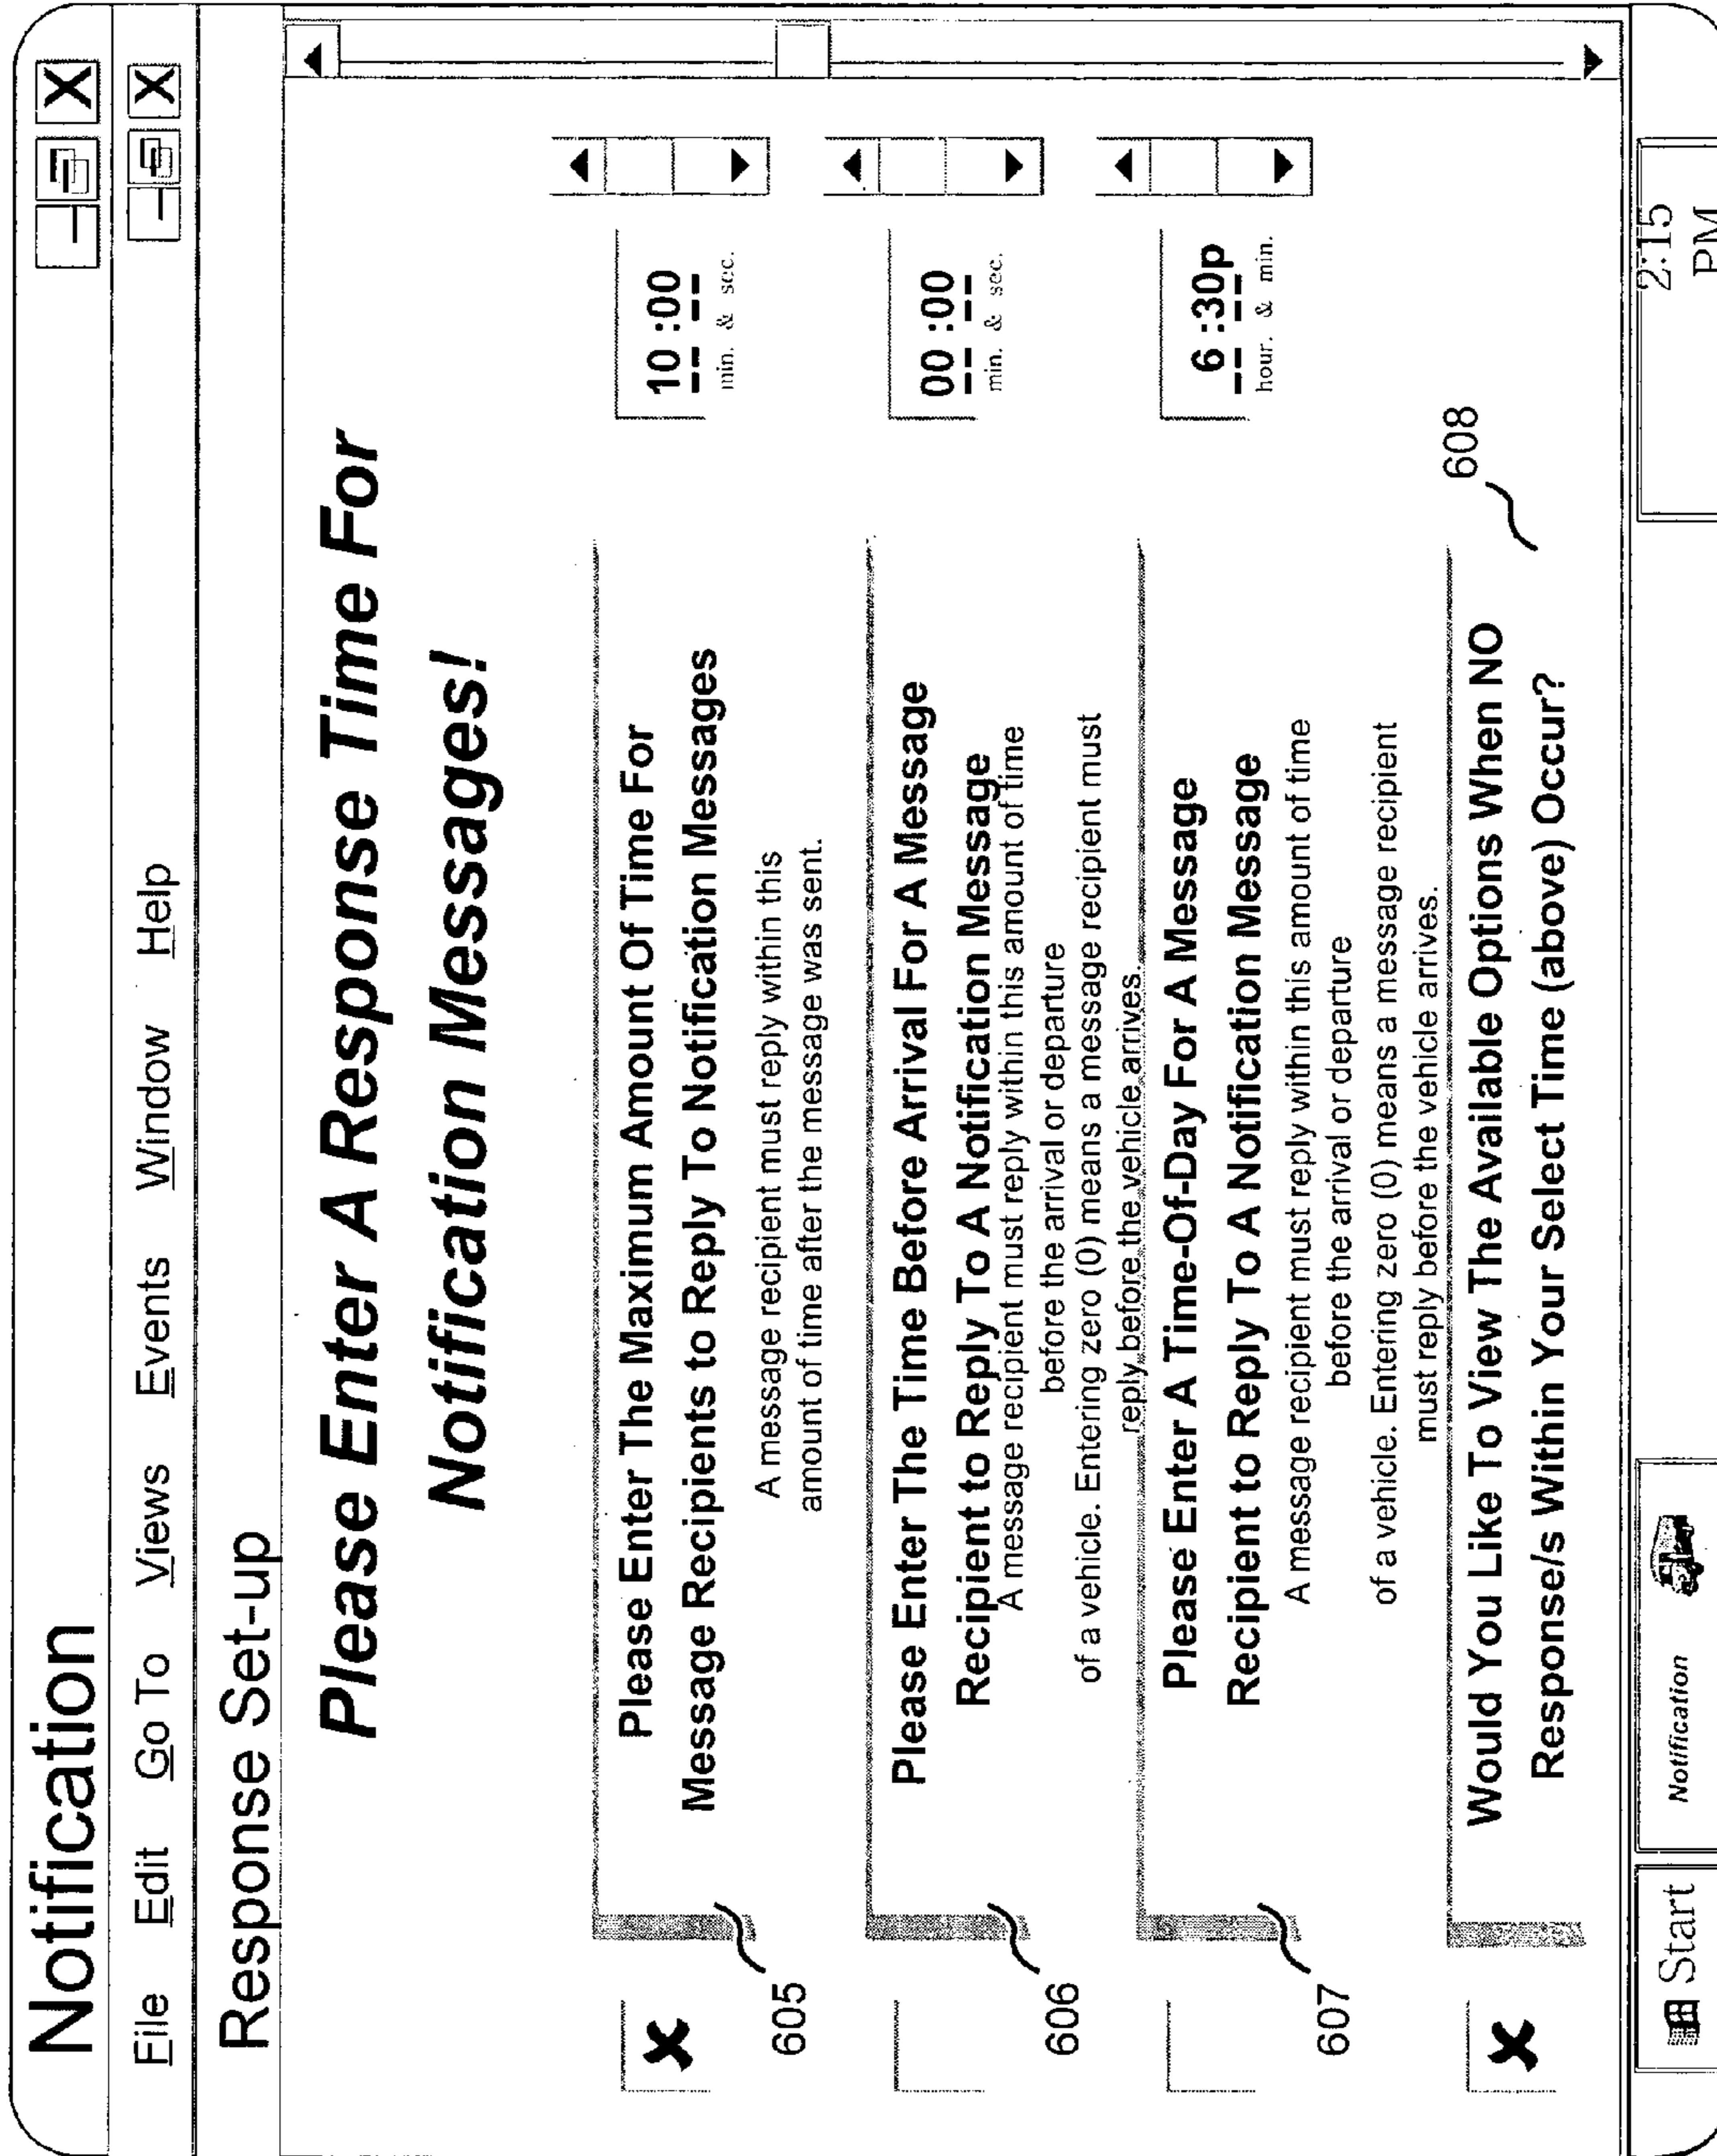 Notification
File Edit Go To Views Events Window Help
Response Set-up
Please Enter A Response Time For
Notification Messages!
Please Enter The Maximum Amount Of Time For
Message Recipients to Reply To Notification Messages
A message recipient must reply within this
amount of time after the message was sent.
10 :00
min. & sec.
605
Please Enter The Time Before Arrival For A Message
Recipient to Reply To A Notification Message
A message recipient must reply within this amount of time
before the arrival or departure
of a vehicle. Entering zero (0) means a message recipient must
reply before the vehicle arrives.
00 :00
min. & sec.
606
Please Enter A Time-Of-Day For A Message
Recipient to Reply To A Notification Message
A message recipient must reply within this amount of time
before the arrival or departure
of a vehicle. Entering zero (0) means a message recipient
must reply before the vehicle arrives.
6 :30p
hour. & min.
607
Would You Like To View The Available Options When NO
Response/s Within Your Select Time (above) Occur?
608
Start
Notification
2:15
PM